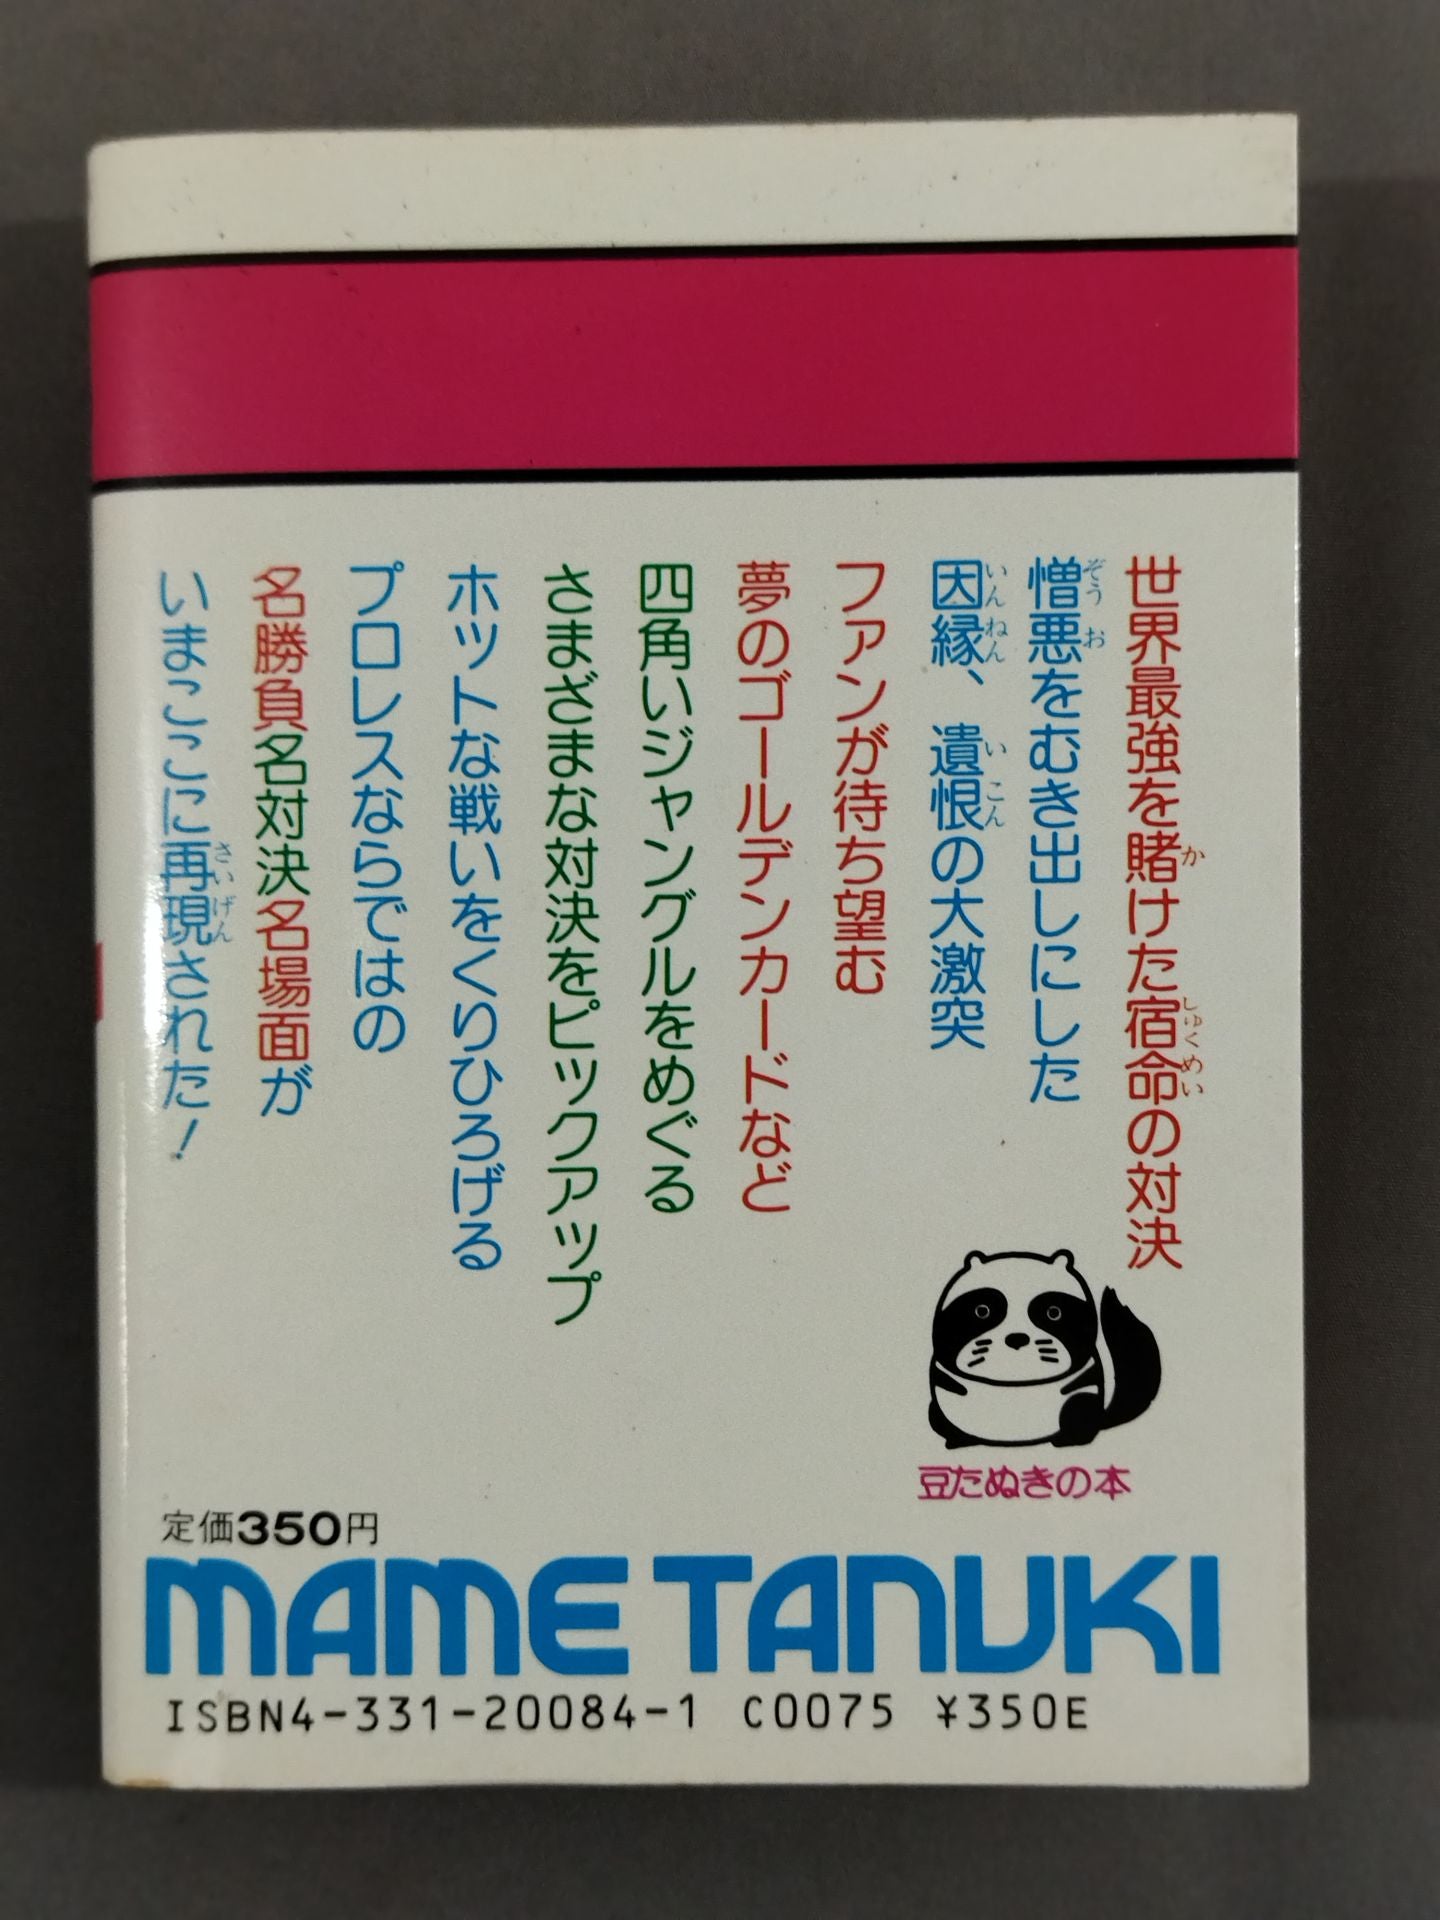 世界最強を賭けた宿命の対決
憎悪をむき出しにした
因縁、遺恨の大激突
ファンが待ち望む
夢のゴールデンカードなど
四角いジャングルをめぐる
さまざまな対決をピックアップ
ホットな戦いをくりひろげる
プロレスならではの
名勝負名対決名場面が
いまここに再現された！
豆たぬきの本
定価350円
MAME TANUKI
ISBN4-331-20084-1 C0075 ¥350E